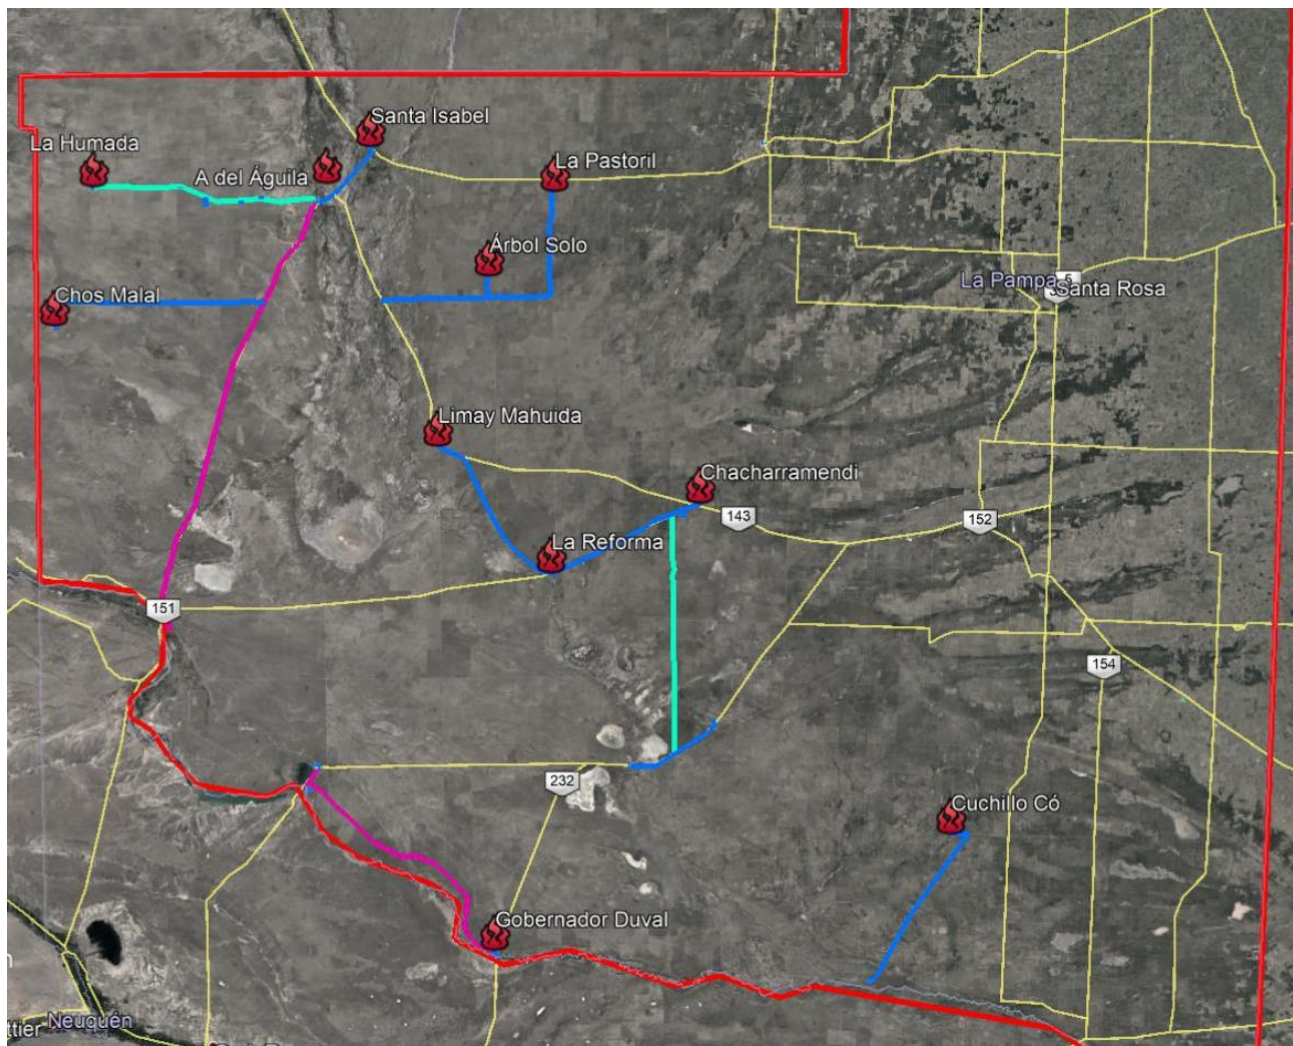 Santa Isabel
La Humada
La Pastoril
A del Águila
Árbol Solo
La Pampa
5
Santa Rosa
Chos Malal
Limay Mahuida
Chacharramendi
143
152
La Reforma
151
154
232
Cuchillo Có
Gobernador Duval
Neuquén